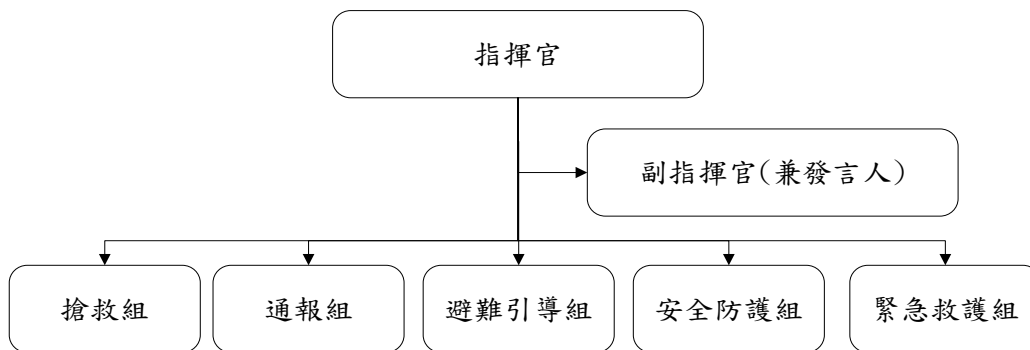 指揮官
副指揮官(兼發言人)
搶救組
通報組
避難引導組
安全防護組
緊急救護組